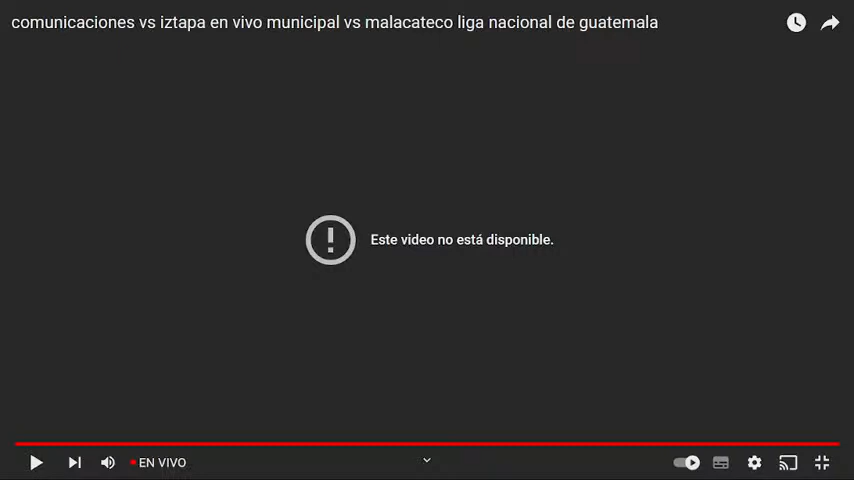 comunicaciones vs iztapa en vivo municipal vs malacateco liga nacional de guatemala
Este video no está disponible.
EN VIVO